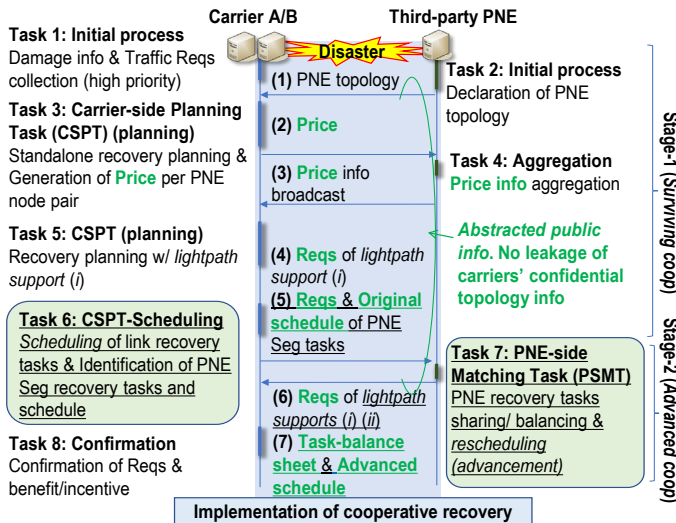 Carrier A/B
Third-party PNE
Disaster
Task 1: Initial process
Damage info & Traffic Reqs
collection (high priority)
(1) PNE topology
Task 2: Initial process
Declaration of PNE
topology
Task 3: Carrier-side Planning
Task (CSPT) (planning)
Standalone recovery planning &
Generation of Price per PNE
node pair
(2) Price
Task 4: Aggregation
Price info aggregation
(3) Price info
broadcast
Abstracted public
info. No leakage of
carriers' confidential
topology info
Task 5: CSPT (planning)
Recovery planning w/ lightpath
support (i)
(4) Reqs of lightpath
support (i)
(5) Reqs & Original
schedule of PNE
Seg tasks
Task 6: CSPT-Scheduling
Scheduling of link recovery
tasks & Identification of PNE
Seg recovery tasks and
schedule
Task 7: PNE-side
Matching Task (PSMT)
PNE recovery tasks
sharing/ balancing &
rescheduling
(advancement)
(6) Reqs of lightpath
supports (i) (ii)
(7) Task-balance
sheet & Advanced
schedule
Task 8: Confirmation
Confirmation of Reqs &
benefit/incentive
Implementation of cooperative recovery
Stage-1 (Surviving coop)
Stage-2 (Advanced coop)